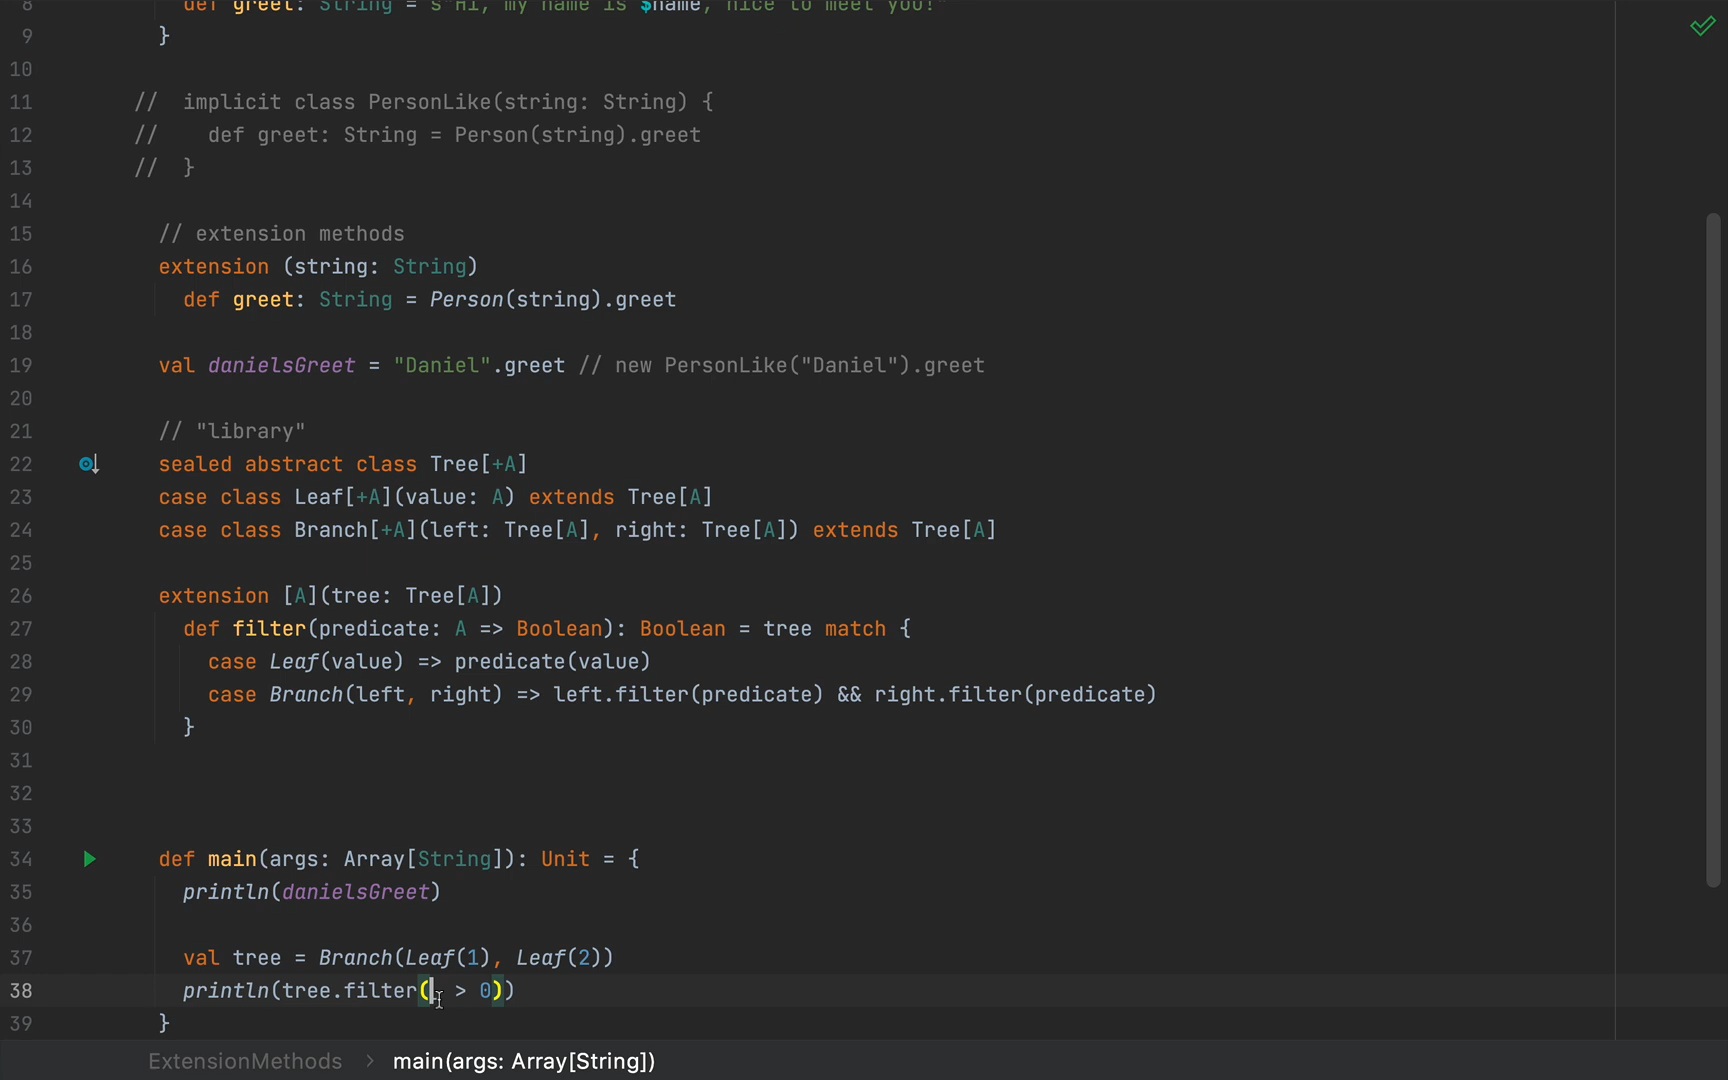 8 def greet: String = s"Hi, my name is $name, nice to meet you!"
9 }
10
11 // implicit class PersonLike(string: String) {
12 // def greet: String = Person(string).greet
13 // }
14
15 // extension methods
16 extension (string: String)
17 def greet: String = Person(string).greet
18
19 val danielsGreet = "Daniel".greet // new PersonLike("Daniel").greet
20
21 // "library"
22 sealed abstract class Tree[+A]
23 case class Leaf[+A](value: A) extends Tree[A]
24 case class Branch[+A](left: Tree[A], right: Tree[A]) extends Tree[A]
25
26 extension [A](tree: Tree[A])
27 def filter(predicate: A => Boolean): Boolean = tree match {
28 case Leaf(value) => predicate(value)
29 case Branch(left, right) => left.filter(predicate) && right.filter(predicate)
30 }
31
32
33
34 def main(args: Array[String]): Unit = {
35 println(danielsGreet)
36
37 val tree = Branch(Leaf(1), Leaf(2))
38 println(tree.filter( > 0))
39 }
ExtensionMethods > main(args: Array[String])